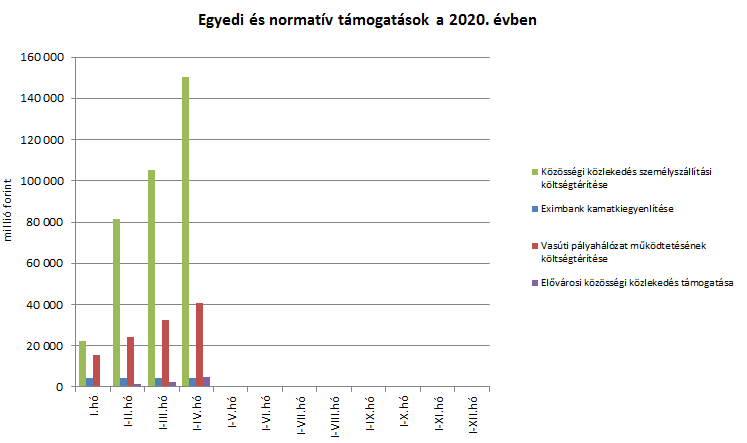 Egyedi és normatív támogatások a 2020. évben
160 000
140 000
120 000
100 000
80 000
60 000
40 000
20 000
0
millió forint
I.hó
I-II.hó
I-III.hó
I-IV.hó
I-V.hó
I-VI.hó
I-VII.hó
I-VIII.hó
I-IX.hó
I-X.hó
I-XI.hó
I-XII.hó
Közösségi közlekedés személyszállítási
költségtérítése
Eximbank kamatkiegyenlítése
Vasúti pályahálózat működtetésének
költségtérítése
Elővárosi közösségi közlekedés támogatása